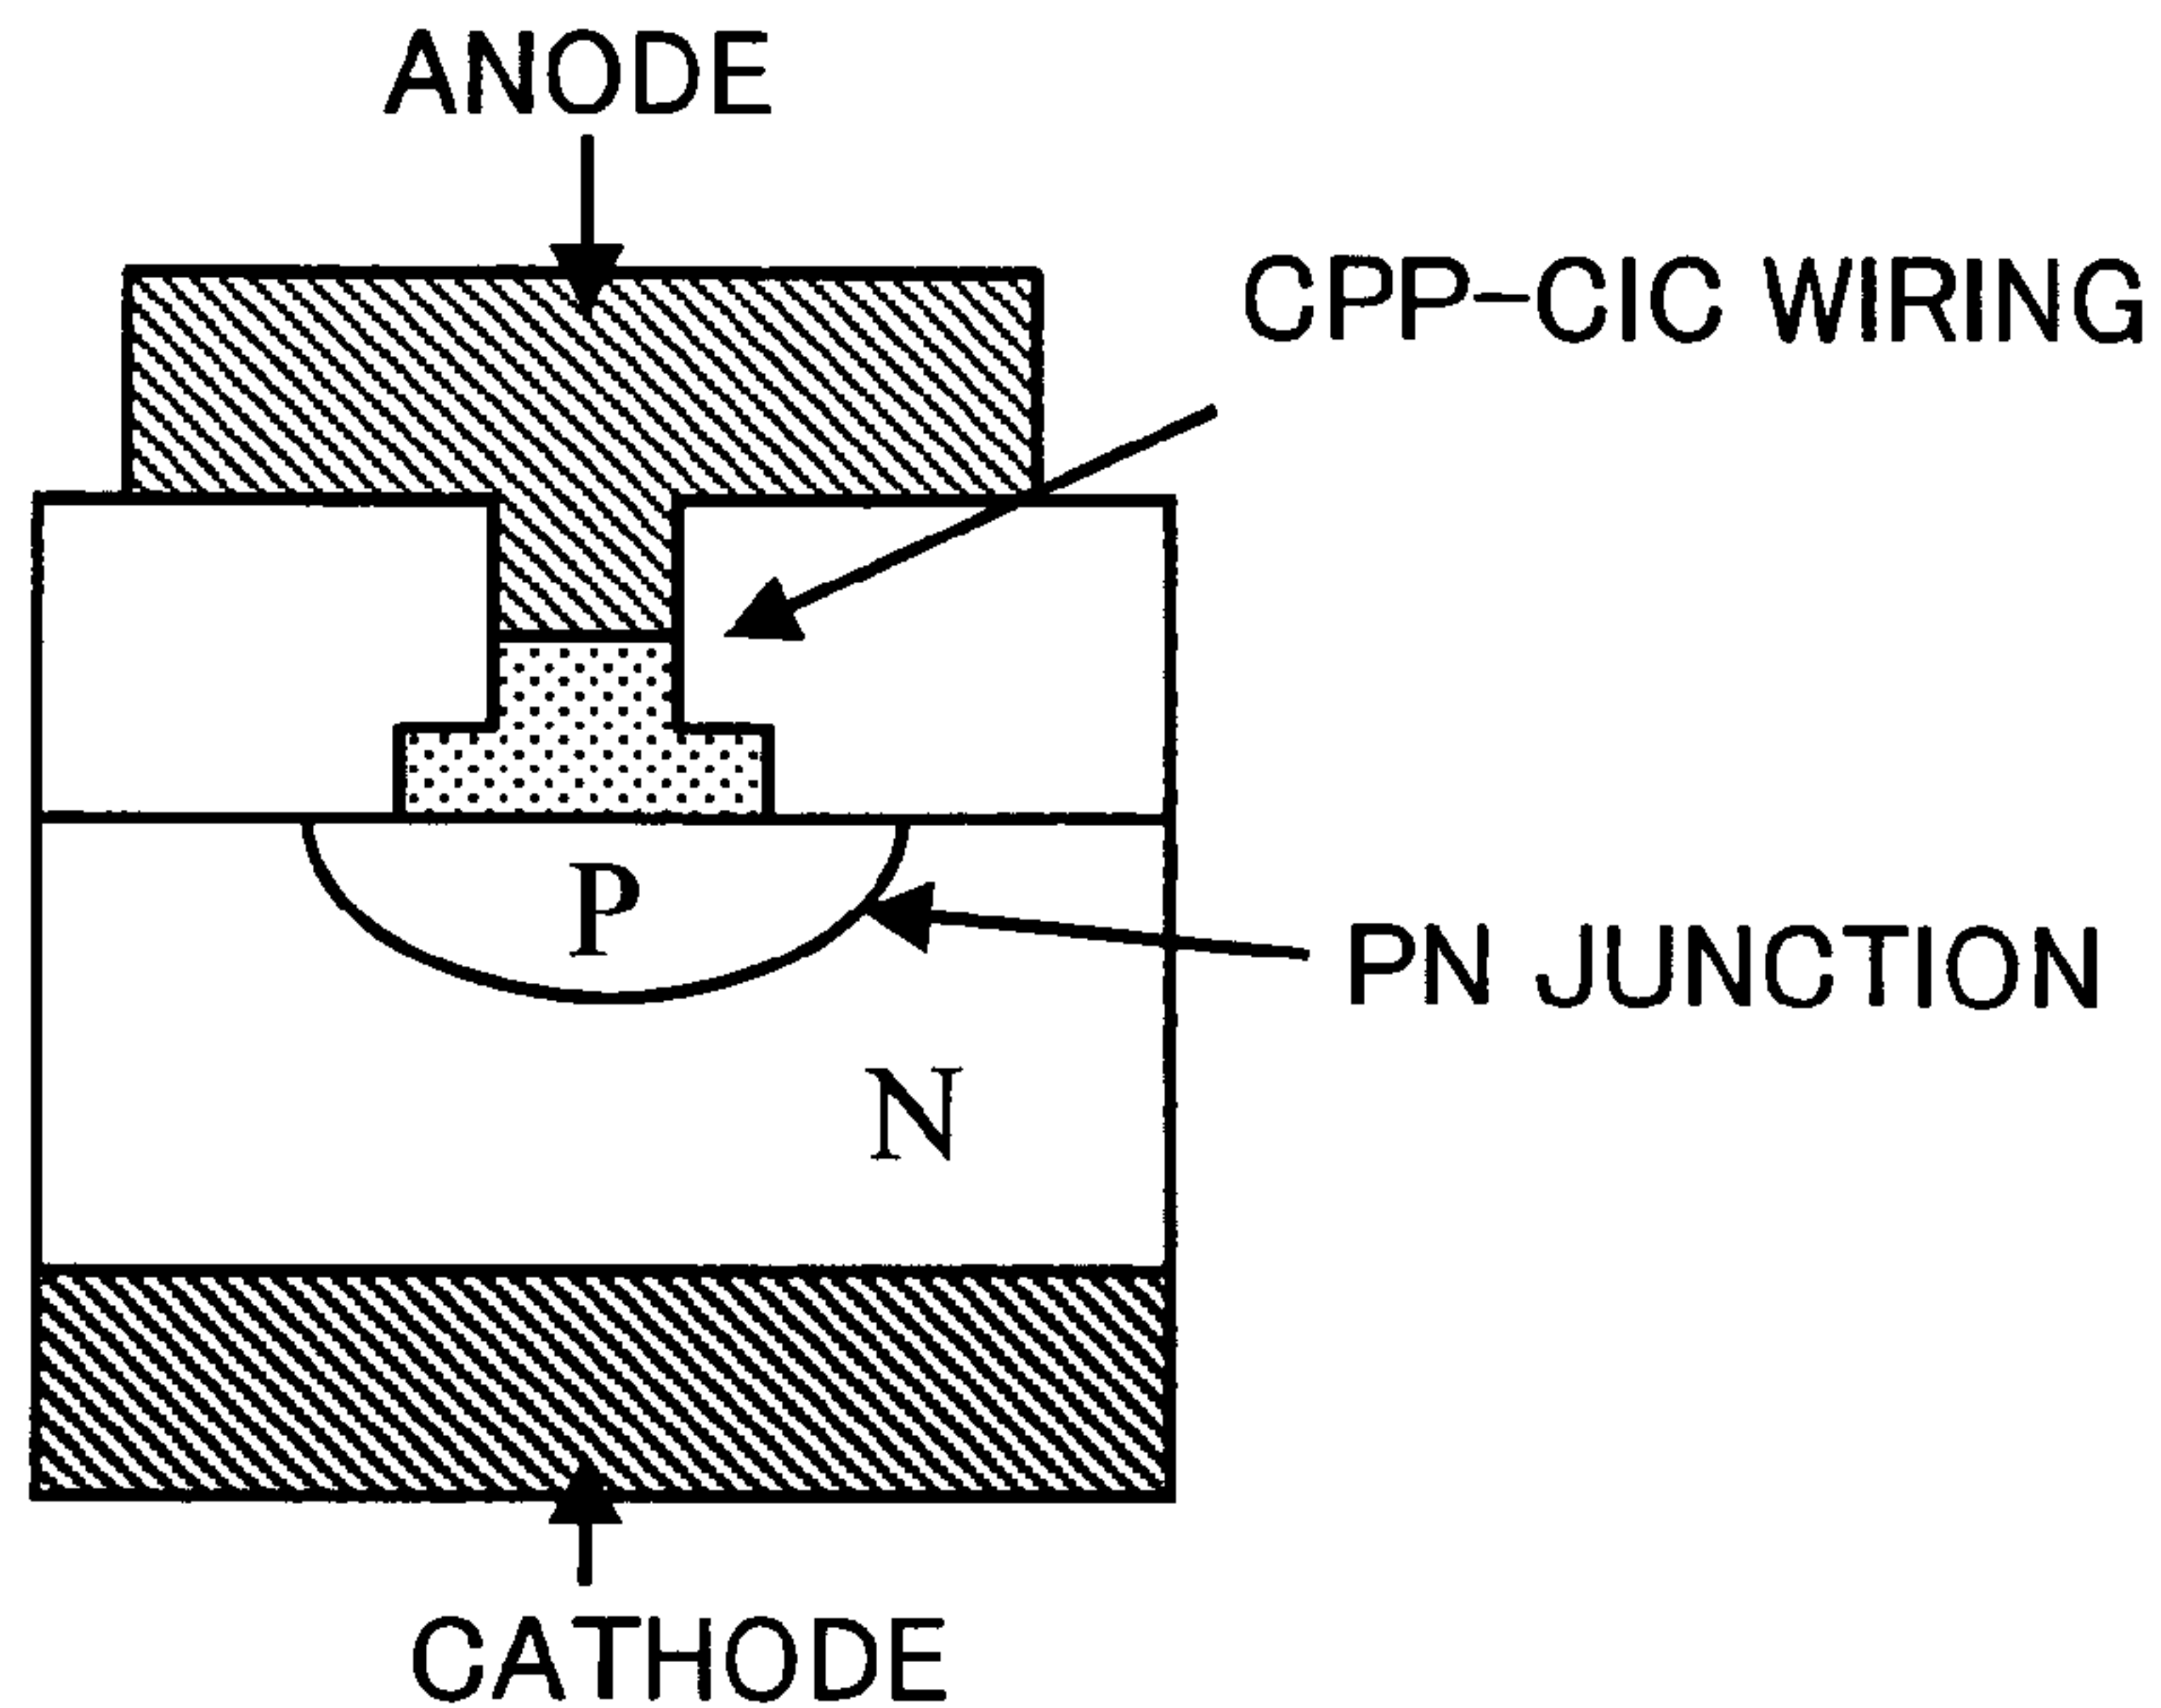 ANODE
CPP-CIC WIRING
P
PN JUNCTION
N
CATHODE